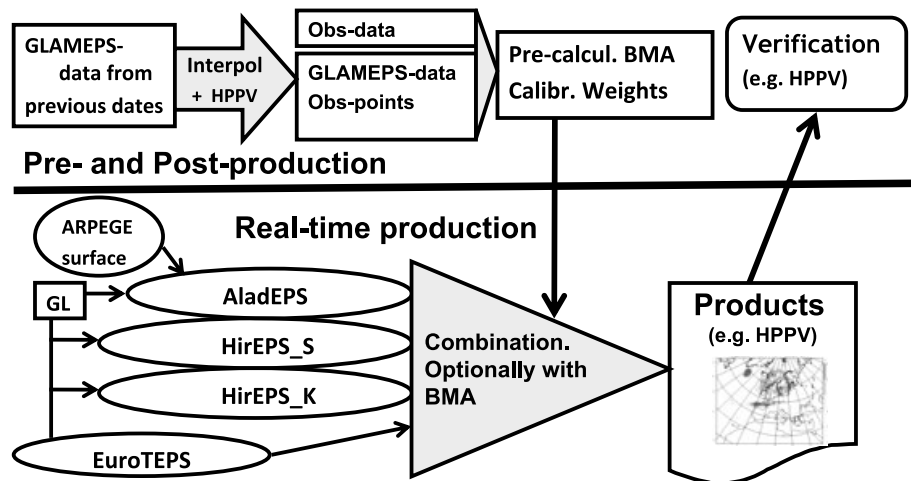 GLAMEPS-
data from
previous dates
Interpol
+ HPPV
Obs-data
GLAMEPS-data
Obs-points
Pre-calcul. BMA
Calibr. Weights
Verification
(e.g. HPPV)
Pre- and Post-production
Real-time production
ARPEGE
surface
GL
AladEPS
HirEPS_S
HirEPS_K
EuroTEPS
Combination.
Optionally with
BMA
Products
(e.g. HPPV)